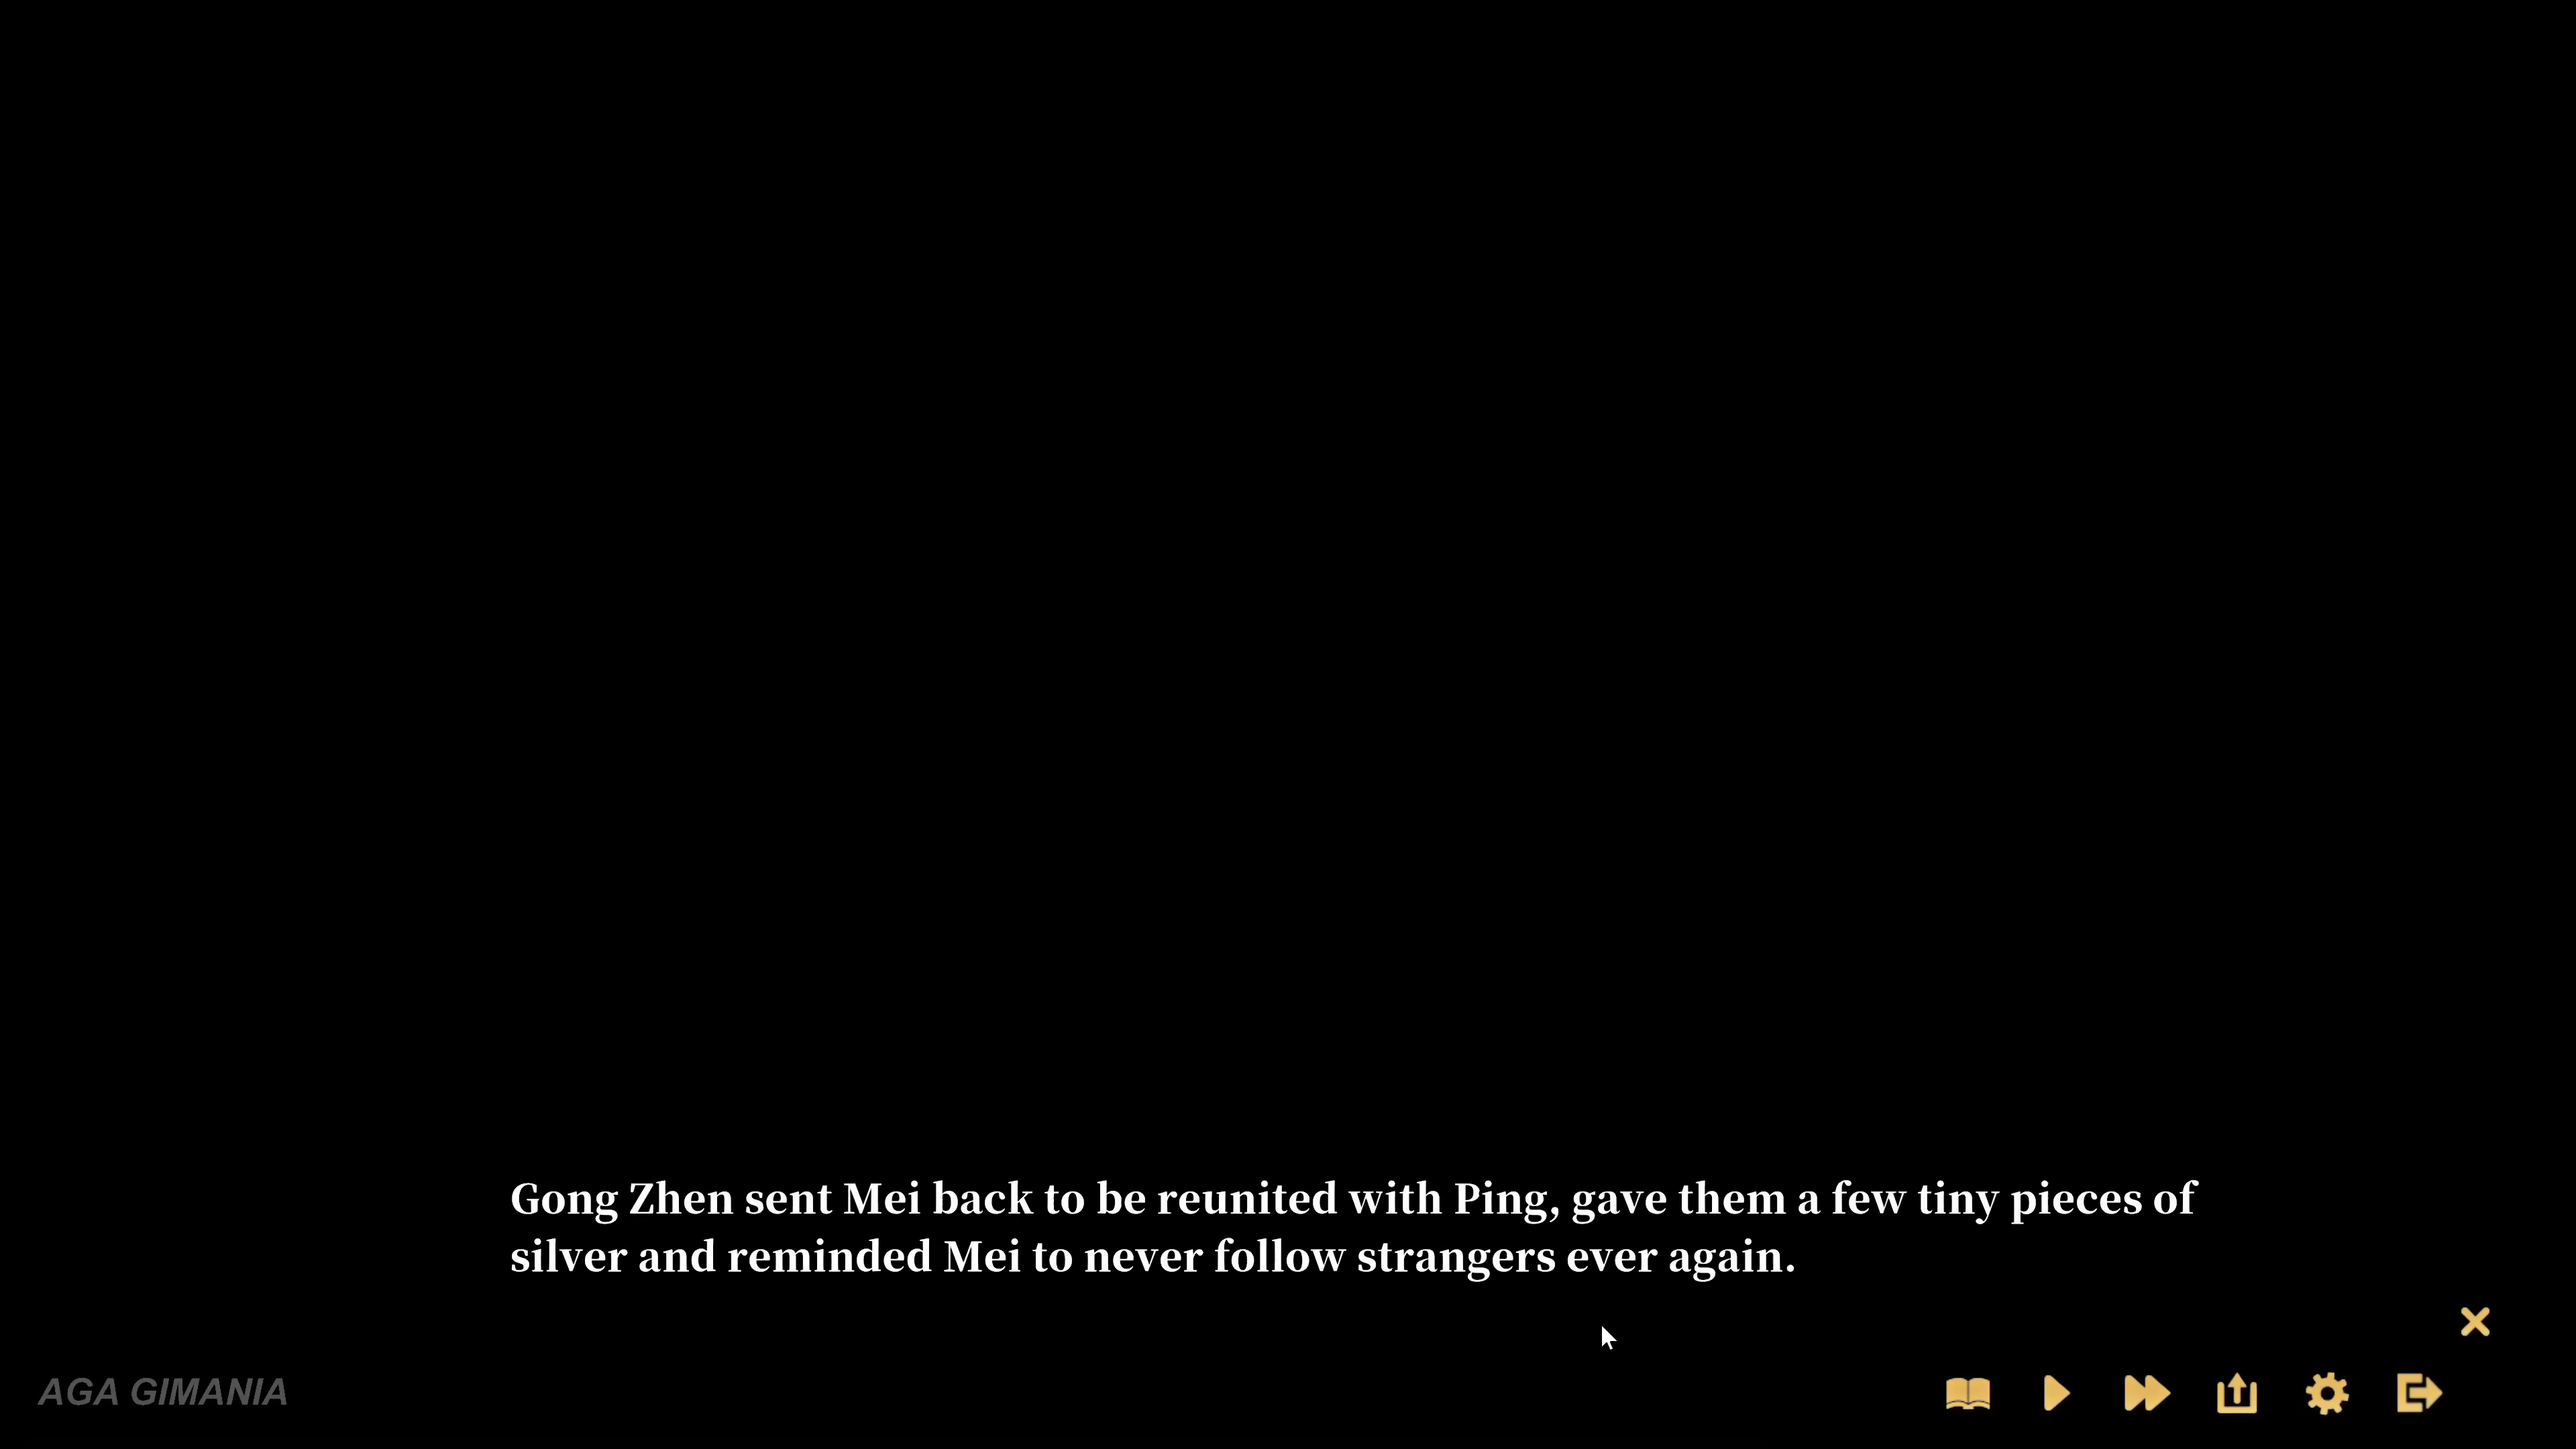 Gong Zhen sent Mei back to be reunited with Ping, gave them a few tiny pieces of
silver and reminded Mei to never follow strangers ever again.
AGA GIMANIA